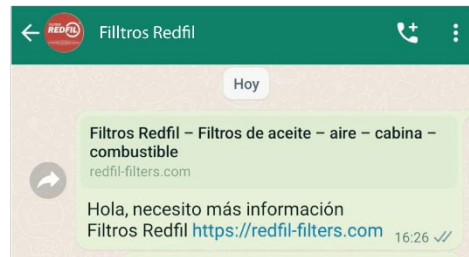 REDFIL
Filltros Redfil
Hoy
Filtros Redfil – Filtros de aceite – aire – cabina –
combustible
redfil-filters.com
Hola, necesito más información
Filtros Redfil https://redfil-filters.com 16:26